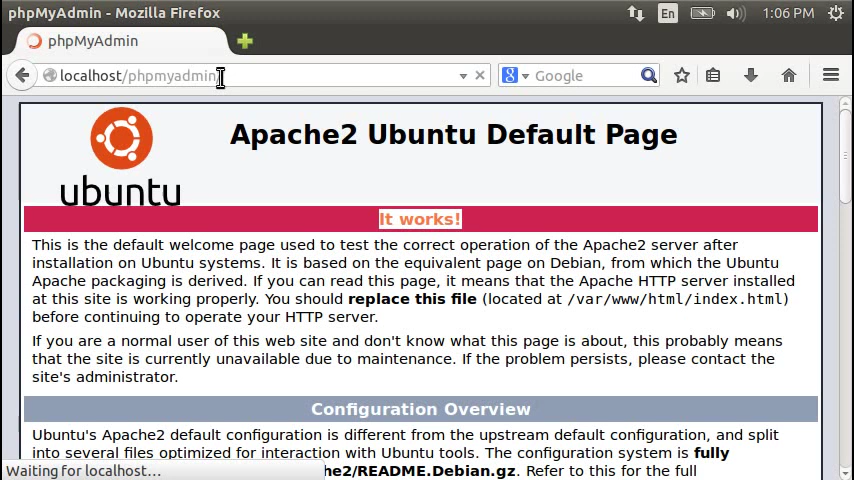 phpMyAdmin - Mozilla Firefox
En
1:06 PM
phpMyAdmin
localhost/phpmyadmin
Google
ubuntu
Apache2 Ubuntu Default Page
It works!
This is the default welcome page used to test the correct operation of the Apache2 server after
installation on Ubuntu systems. It is based on the equivalent page on Debian, from which the Ubuntu
Apache packaging is derived. If you can read this page, it means that the Apache HTTP server installed
at this site is working properly. You should replace this file (located at /var/www/html/index.html)
before continuing to operate your HTTP server.
If you are a normal user of this web site and don't know what this page is about, this probably means
that the site is currently unavailable due to maintenance. If the problem persists, please contact the
site's administrator.
Configuration Overview
Ubuntu's Apache2 default configuration is different from the upstream default configuration, and split
into several files optimized for interaction with Ubuntu tools. The configuration system is fully
Waiting for localhost... he2/README.Debian.gz. Refer to this for the full